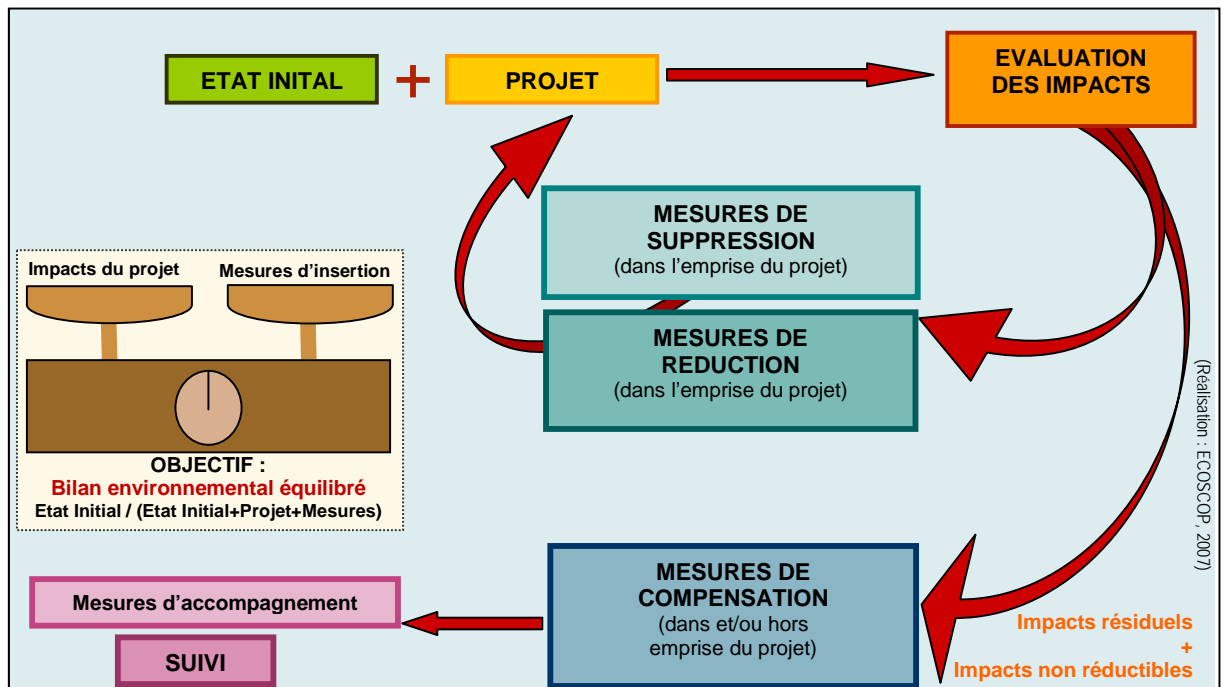 ETAT INITAL
+
PROJET
EVALUATION
DES IMPACTS
MESURES DE
SUPPRESSION
(dans l’emprise du projet)
MESURES DE
REDUCTION
(dans l’emprise du projet)
Impacts du projet
Mesures d’insertion
OBJECTIF :
Bilan environnemental équilibré
Etat Initial / (Etat Initial+Projet+Mesures)
(Réalisation : ECOSCOP, 2007)
MESURES DE
COMPENSATION
(dans et/ou hors
emprise du projet)
Impacts résiduels
+
Impacts non réductibles
Mesures d’accompagnement
SUIVI